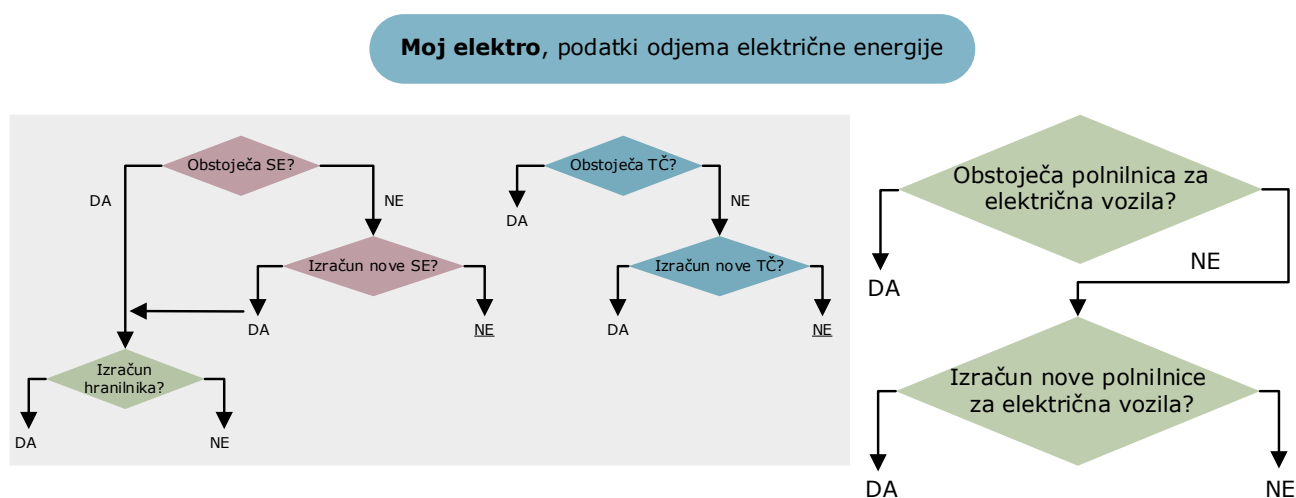 Moj elektro, podatki odjema električne energije
Obstoječa SE?
DA
NE
Izračun nove SE?
DA
NE
Izračun
hranilnika?
DA
NE
Obstoječa TČ?
DA
NE
Izračun nove TČ?
DA
NE
Obstoječa polnilnica za
električna vozila?
DA
NE
Izračun nove polnilnice
za električna vozila?
DA
NE